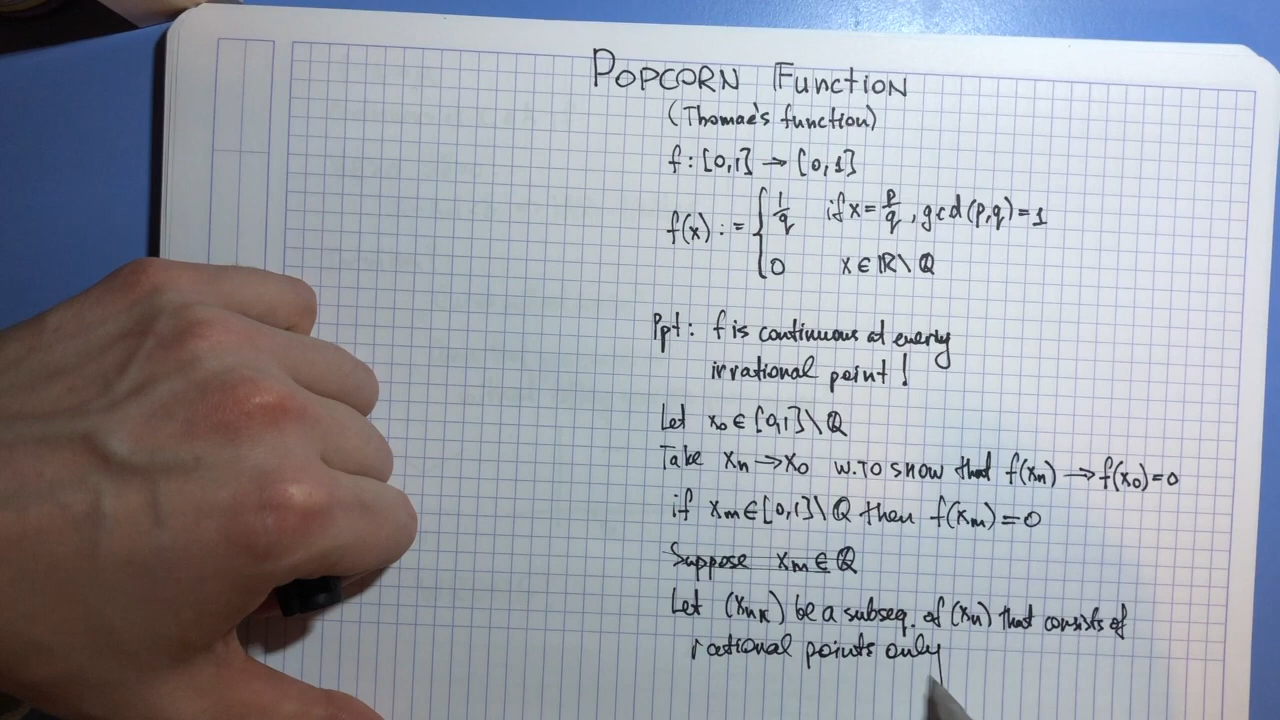 POPCORN Function
(Thomae's function)
f : [0,1] → [0,1]
f(x) := { 1/q if x = p/q , gcd(p,q)=1
0 x ∈ ℝ \ ℚ
Ppt : f is continuous at every
irrational point !
Let x₀ ∈ [0,1] \ ℚ
Take xₙ → x₀ W.TO SHOW that f(xₙ) → f(x₀)=0
if xₘ ∈ [0,1] \ ℚ then f(xₘ) = 0
Suppose xₘ ∈ ℚ
Let (xₙₖ) be a subseq. of (xₙ) that consists of
rational points only